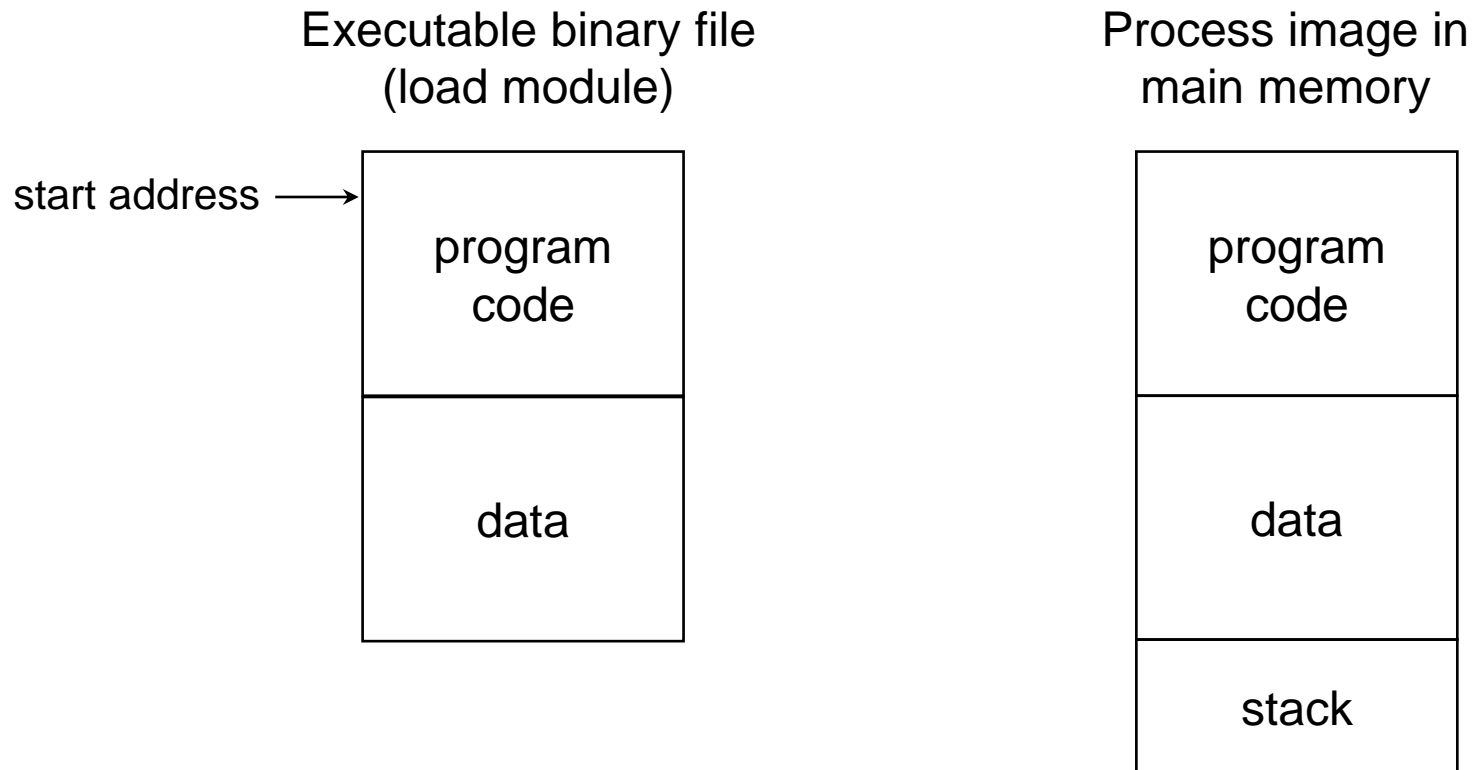 Executable binary file
(load module)
Process image in
main memory
start address
program
code
data
program
code
data
stack